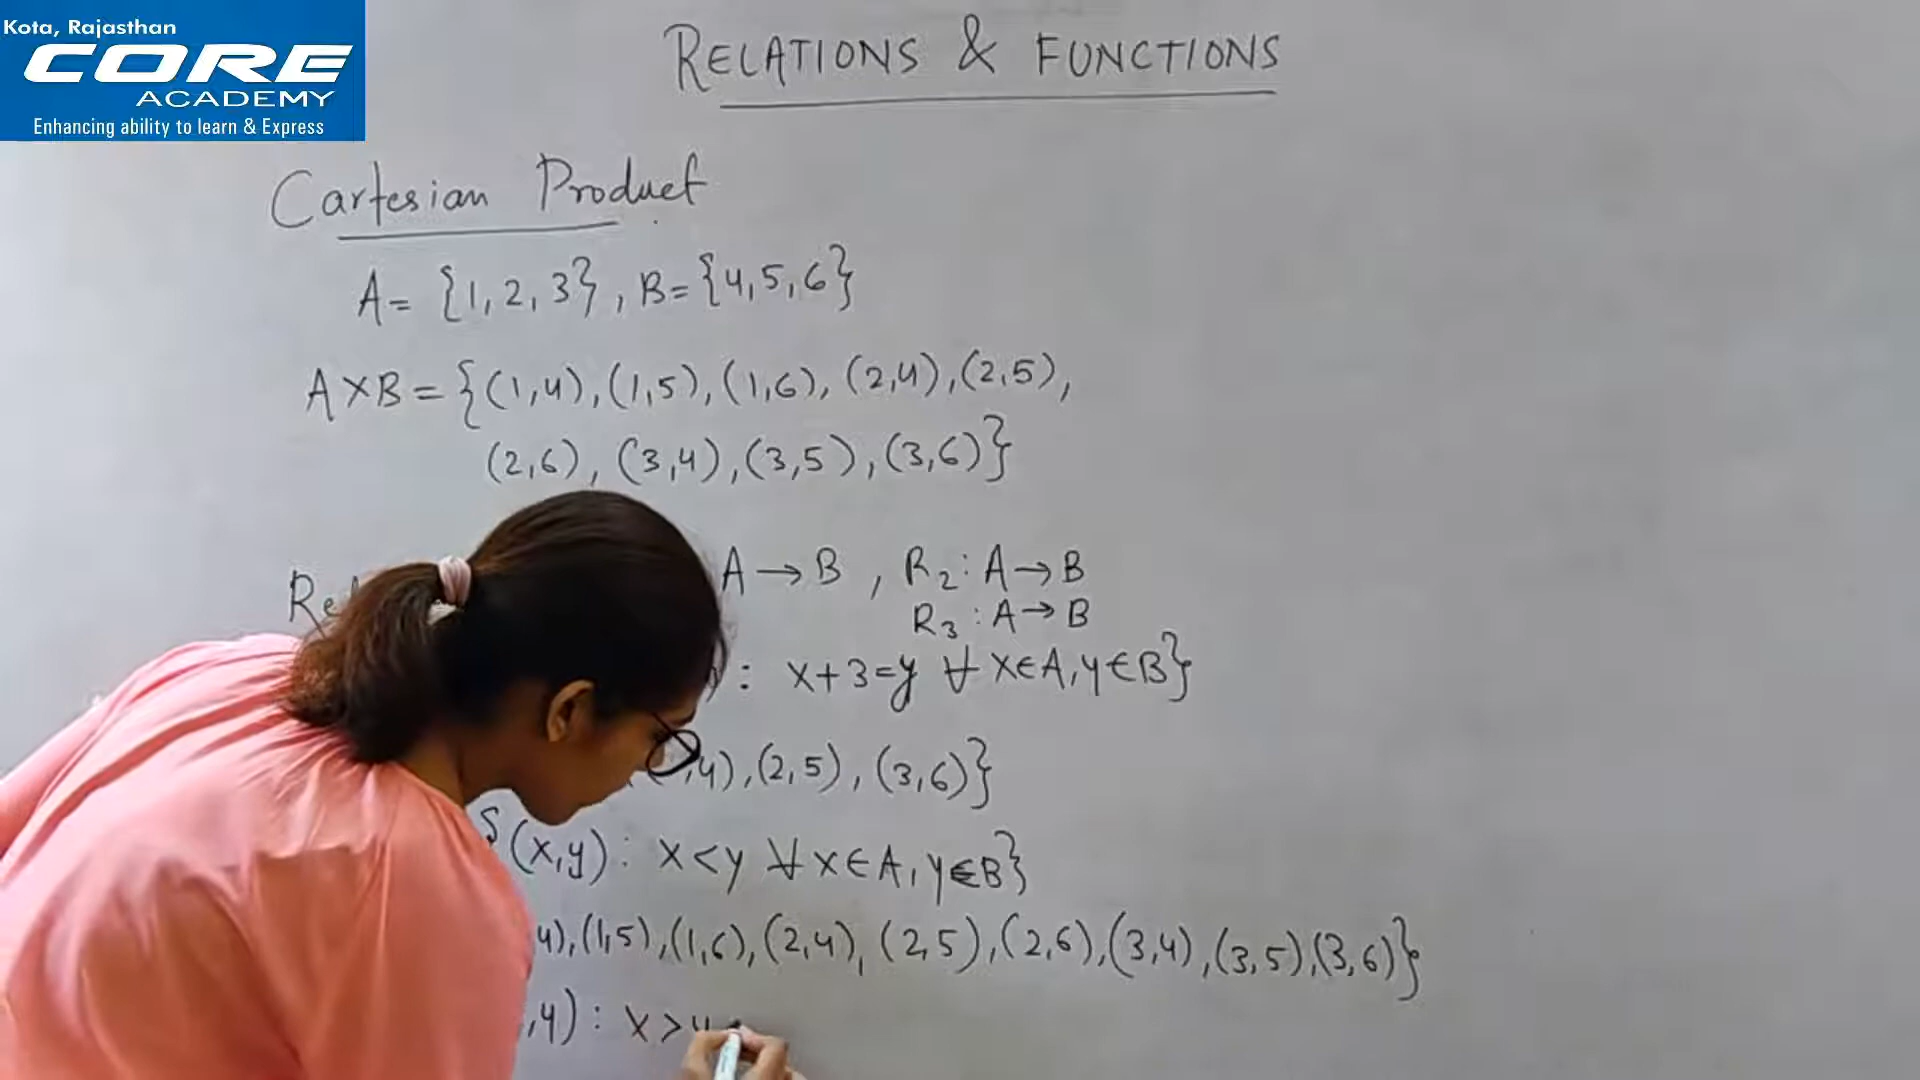 Kota, Rajasthan
CORE
ACADEMY
Enhancing ability to learn & Express
RELATIONS & FUNCTIONS
Cartesian Product
A= {1,2,3}, B= {4,5,6}
A×B = {(1,4),(1,5),(1,6),(2,4),(2,5),
(2,6),(3,4),(3,5),(3,6)}
A→B , R₂: A→B
R₃: A→B
): x+3=y ∀ x∈A, y∈B}
,4),(2,5),(3,6)}
{(x,y): x<y ∀ x∈A, y∈B}
4),(1,5),(1,6),(2,4),(2,5),(2,6),(3,4),(3,5),(3,6)}
,y): x>y